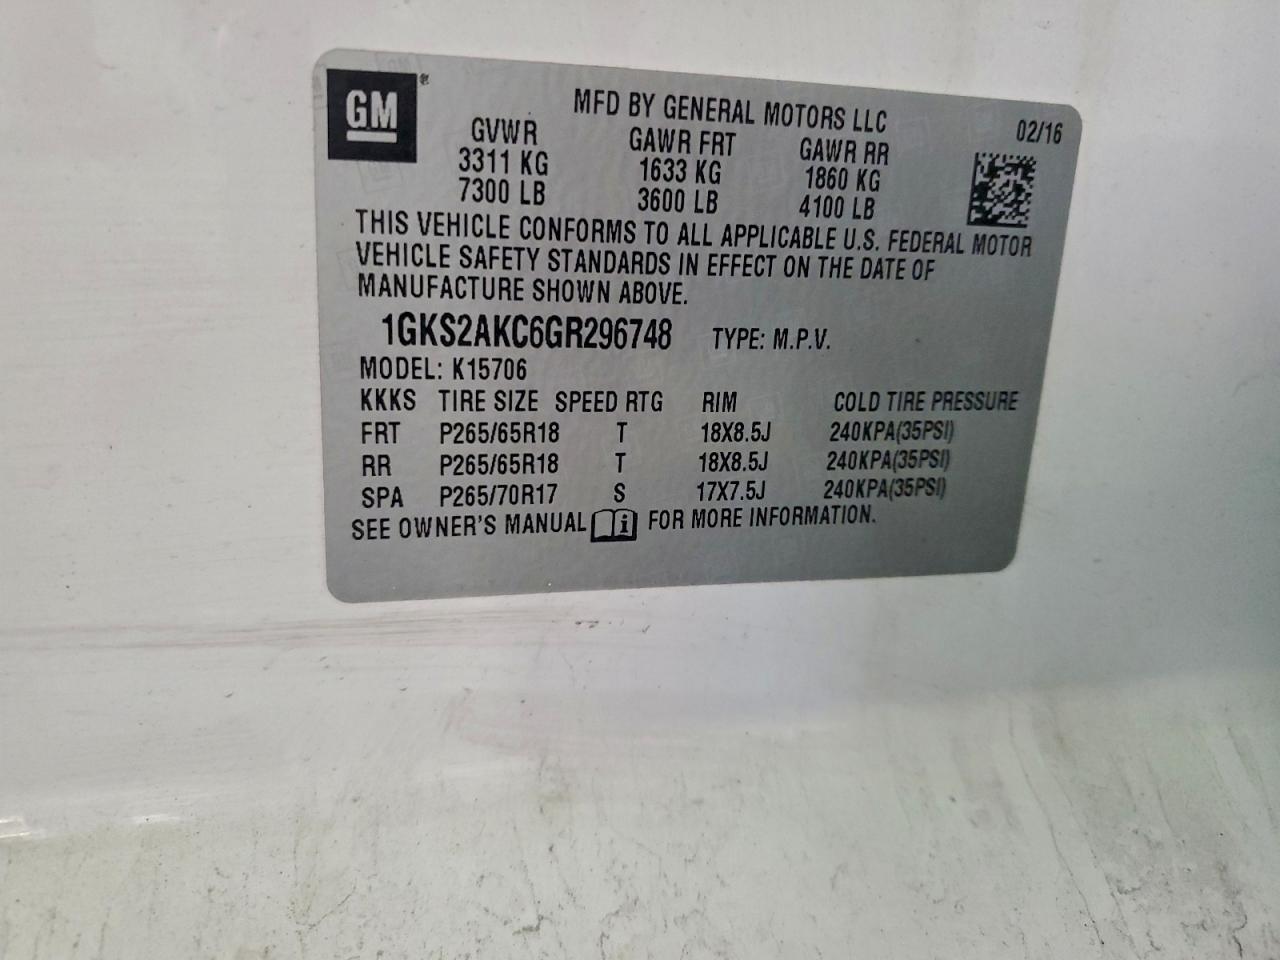 GM®
MFD BY GENERAL MOTORS LLC
02/16
GVWR GAWR FRT GAWR RR
3311 KG 1633 KG 1860 KG
7300 LB 3600 LB 4100 LB
THIS VEHICLE CONFORMS TO ALL APPLICABLE U.S. FEDERAL MOTOR
VEHICLE SAFETY STANDARDS IN EFFECT ON THE DATE OF
MANUFACTURE SHOWN ABOVE.
1GKS2AKC6GR296748 TYPE: M.P.V.
MODEL: K15706
KKKS TIRE SIZE SPEED RTG RIM COLD TIRE PRESSURE
FRT P265/65R18 T 18X8.5J 240KPA(35PSI)
RR P265/65R18 T 18X8.5J 240KPA(35PSI)
SPA P265/70R17 S 17X7.5J 240KPA(35PSI)
SEE OWNER'S MANUAL i FOR MORE INFORMATION.